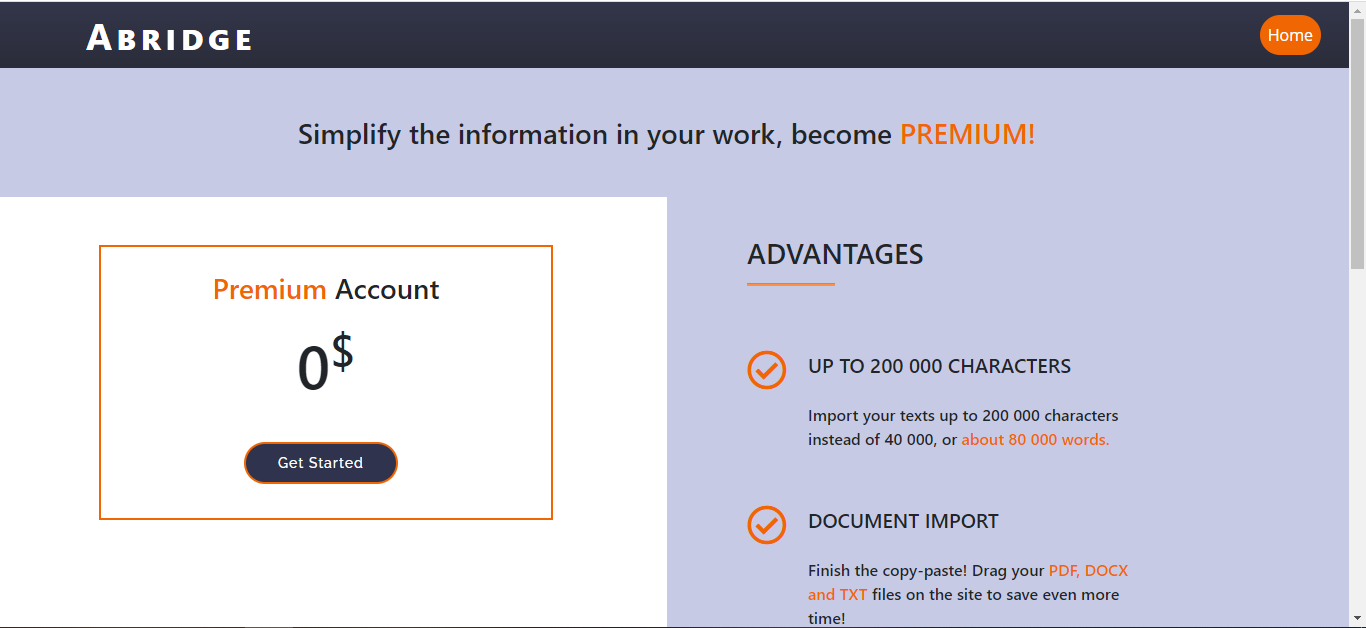 ABRIDGE
Home
Simplify the information in your work, become PREMIUM!
Premium Account
0$
Get Started
ADVANTAGES
UP TO 200 000 CHARACTERS
Import your texts up to 200 000 characters
instead of 40 000, or about 80 000 words.
DOCUMENT IMPORT
Finish the copy-paste! Drag your PDF, DOCX
and TXT files on the site to save even more
time!